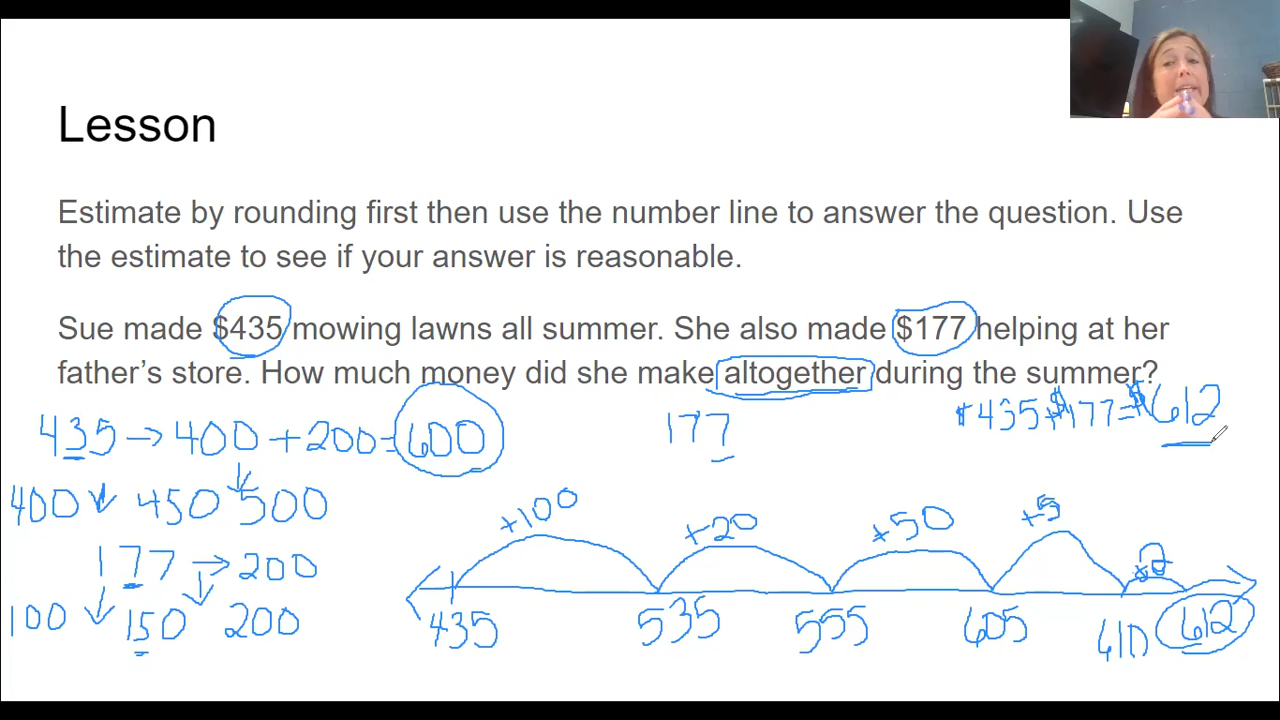 Lesson
Estimate by rounding first then use the number line to answer the question. Use
the estimate to see if your answer is reasonable.
Sue made $435 mowing lawns all summer. She also made $177 helping at her
father's store. How much money did she make altogether during the summer?
435 → 400 + 200 = 600
177
$435 + $177 = $612
400 450 500
177 → 200
100 150 200
+100 +20 +50 +5 +2
435 535 555 605 610 612